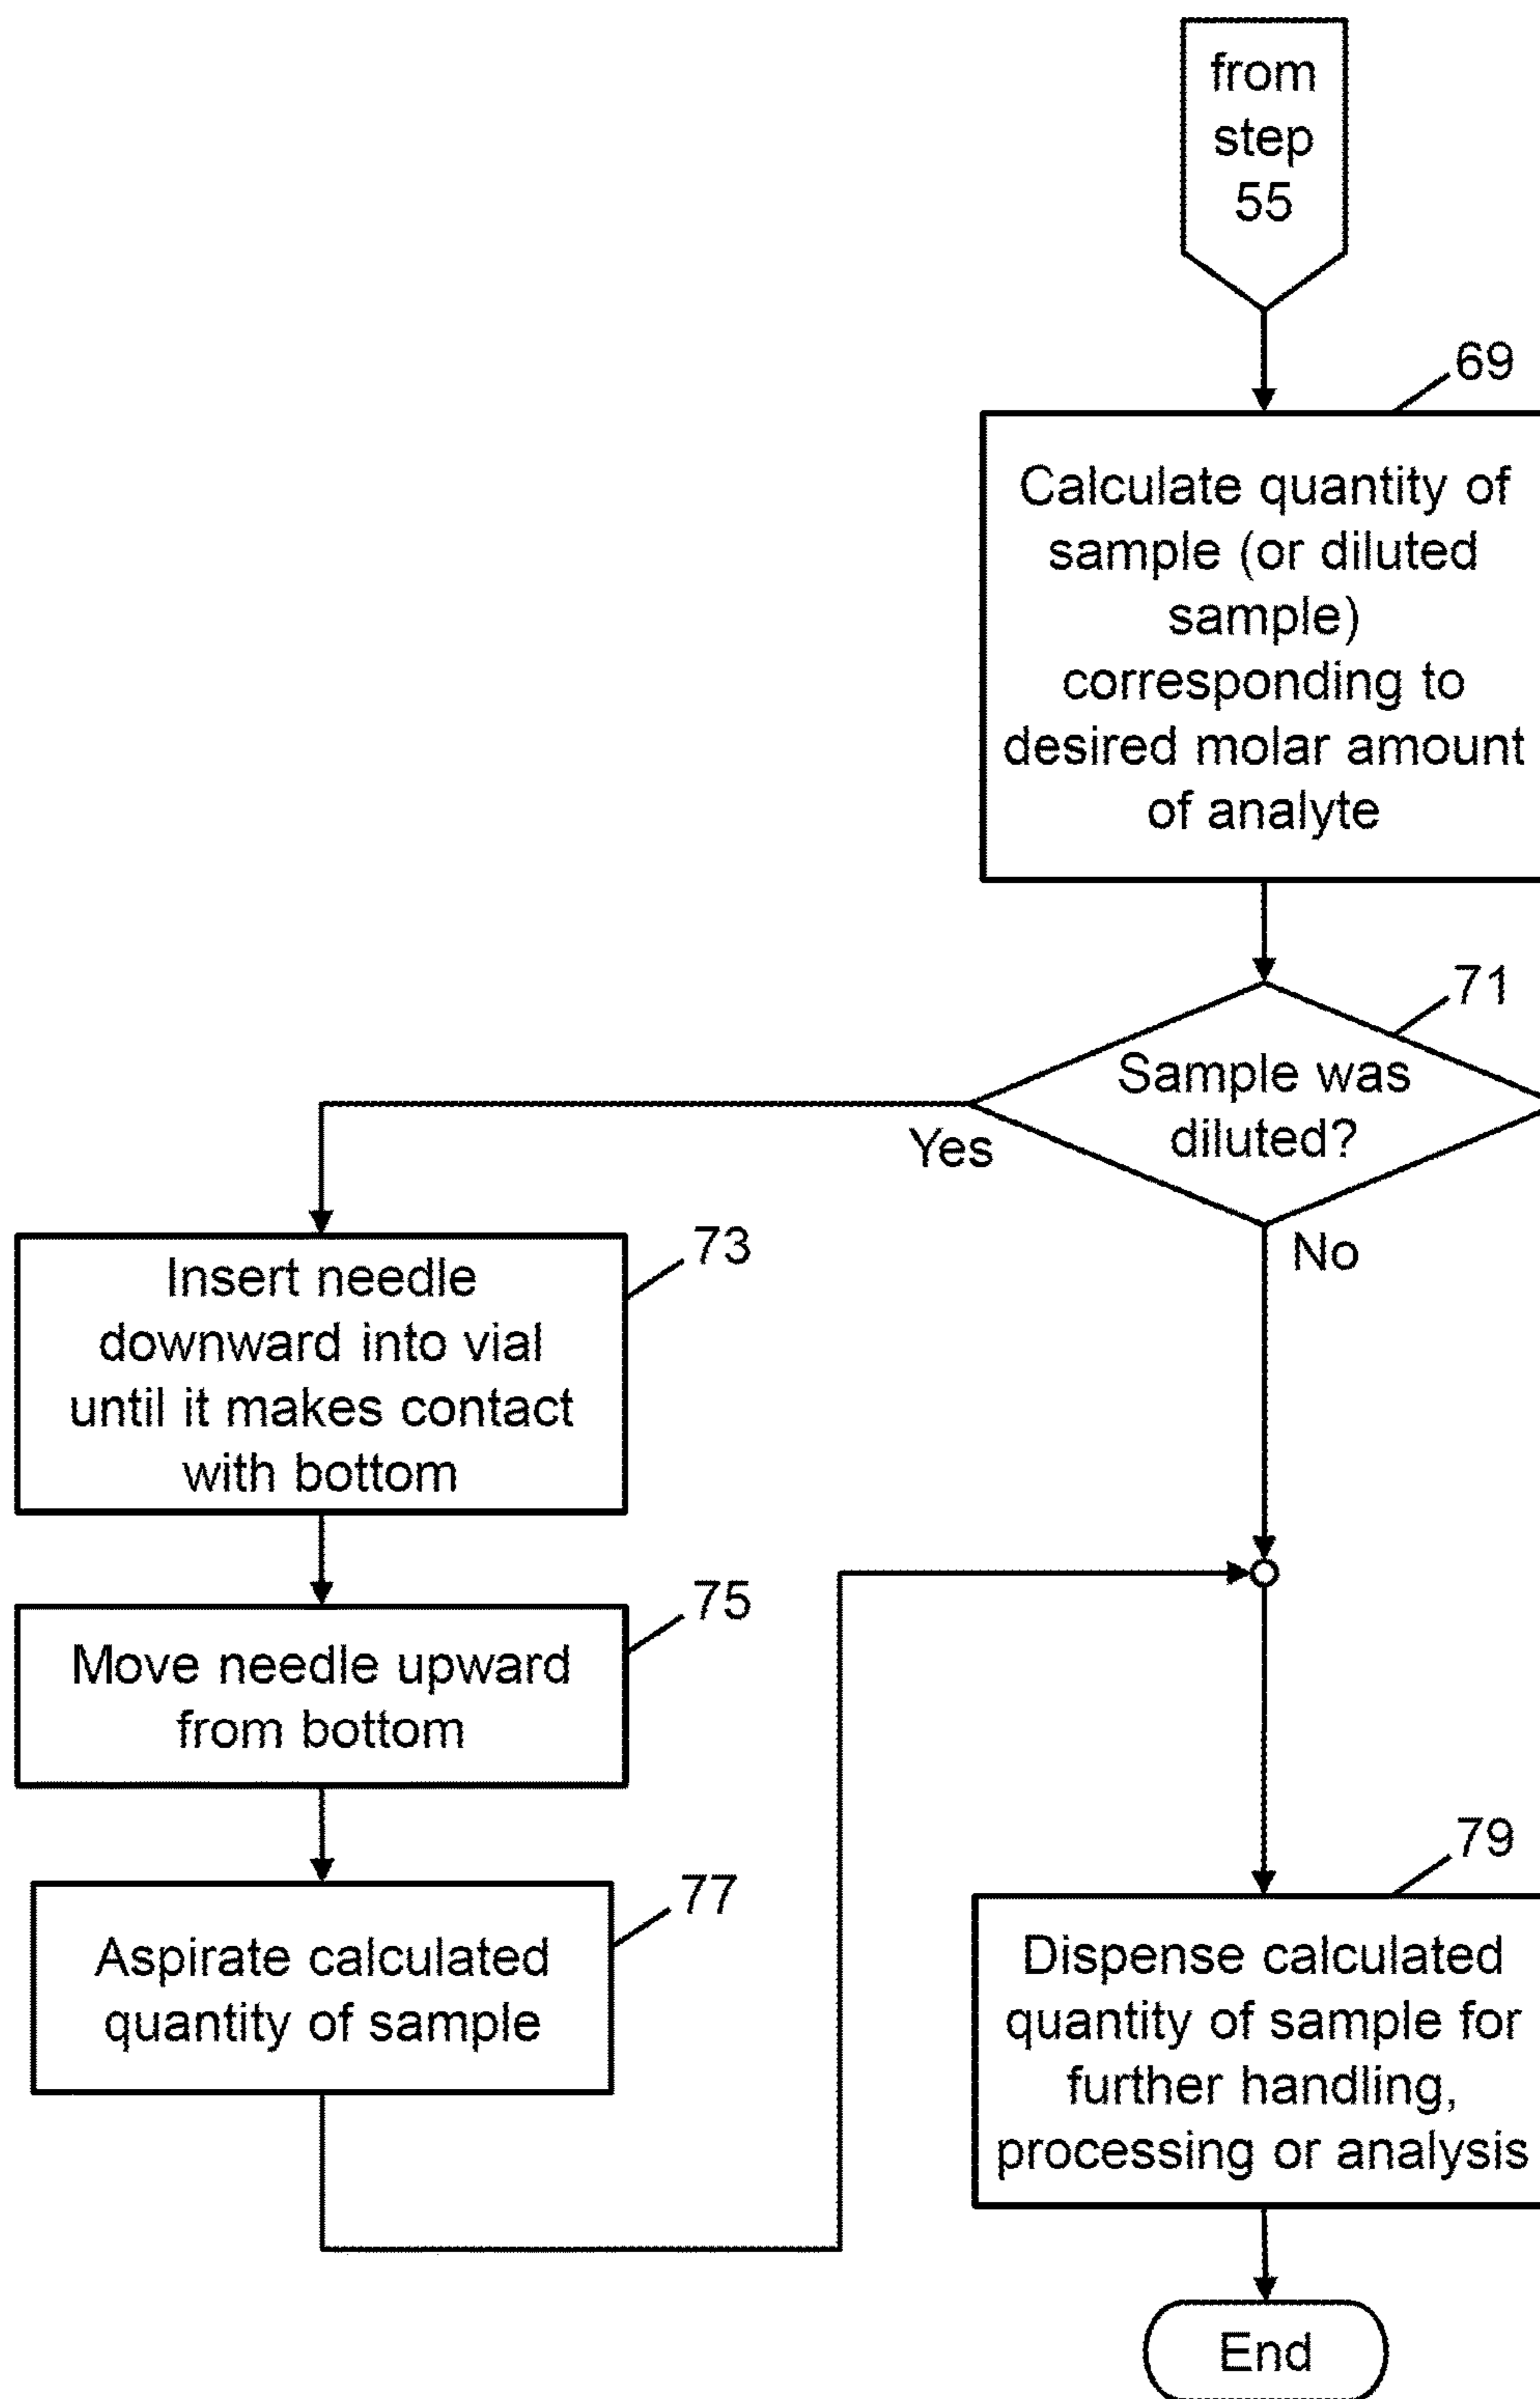 from
step
55
69
Calculate quantity of
sample (or diluted
sample)
corresponding to
desired molar amount
of analyte
71
Sample was
diluted?
Yes
No
73
Insert needle
downward into vial
until it makes contact
with bottom
75
Move needle upward
from bottom
77
Aspirate calculated
quantity of sample
79
Dispense calculated
quantity of sample for
further handling,
processing or analysis
End